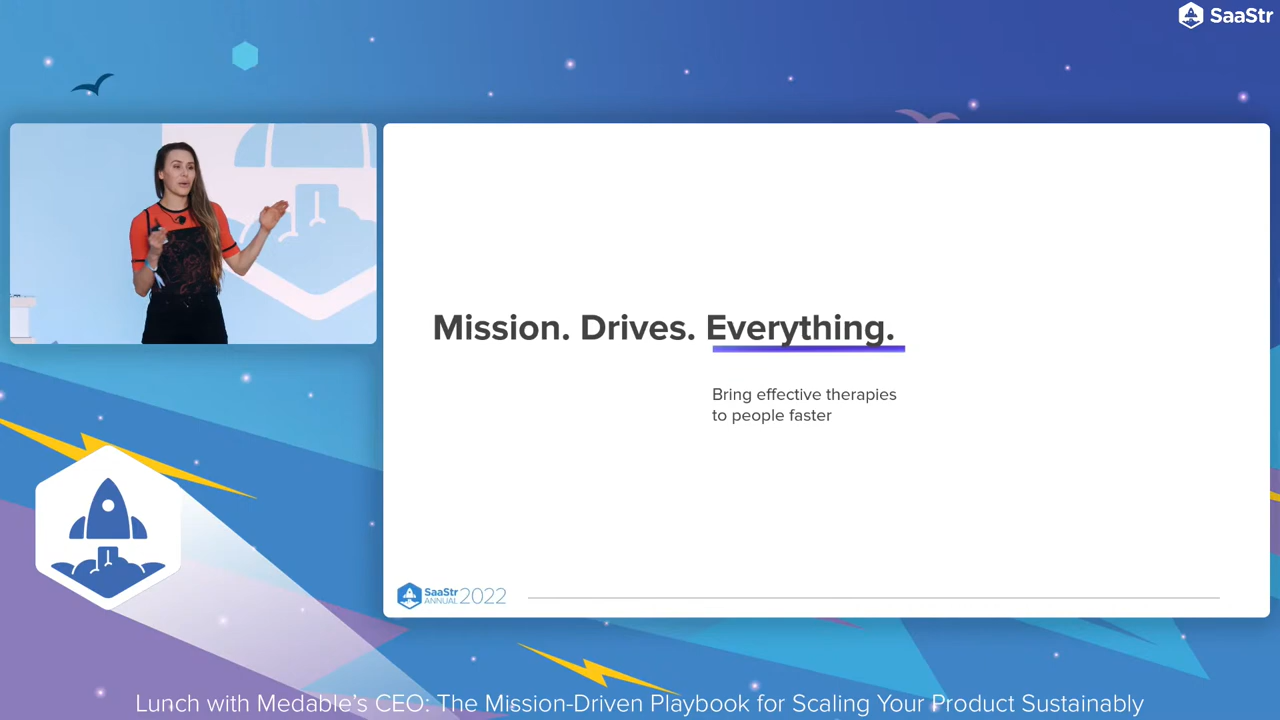 SaaStr
Mission. Drives. Everything.
Bring effective therapies
to people faster
SaaStr
ANNUAL 2022
Lunch with Medable’s CEO: The Mission-Driven Playbook for Scaling Your Product Sustainably